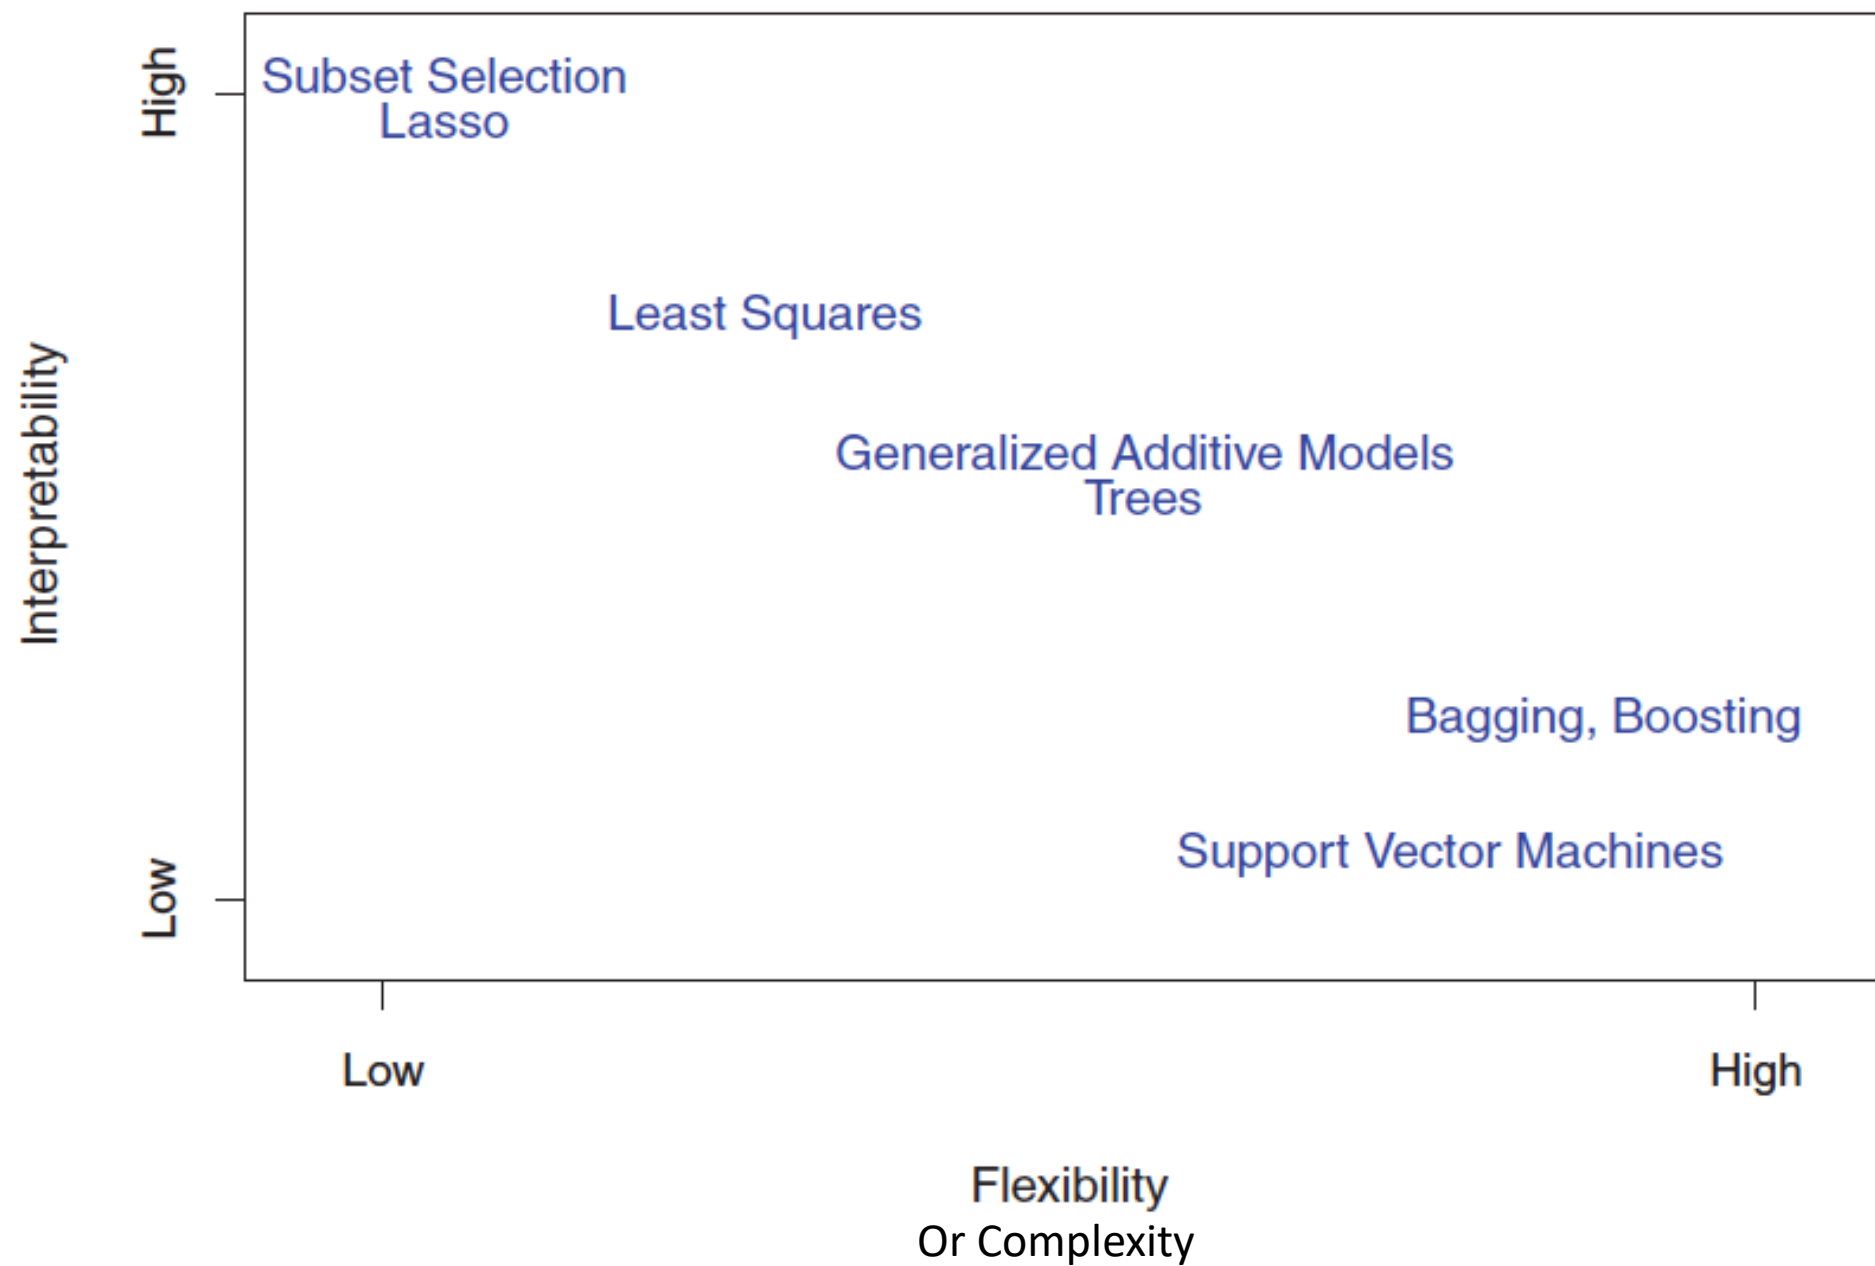 High
Subset Selection
Lasso
Least Squares
Interpretability
Generalized Additive Models
Trees
Bagging, Boosting
Support Vector Machines
Low
Low
High
Flexibility
Or Complexity